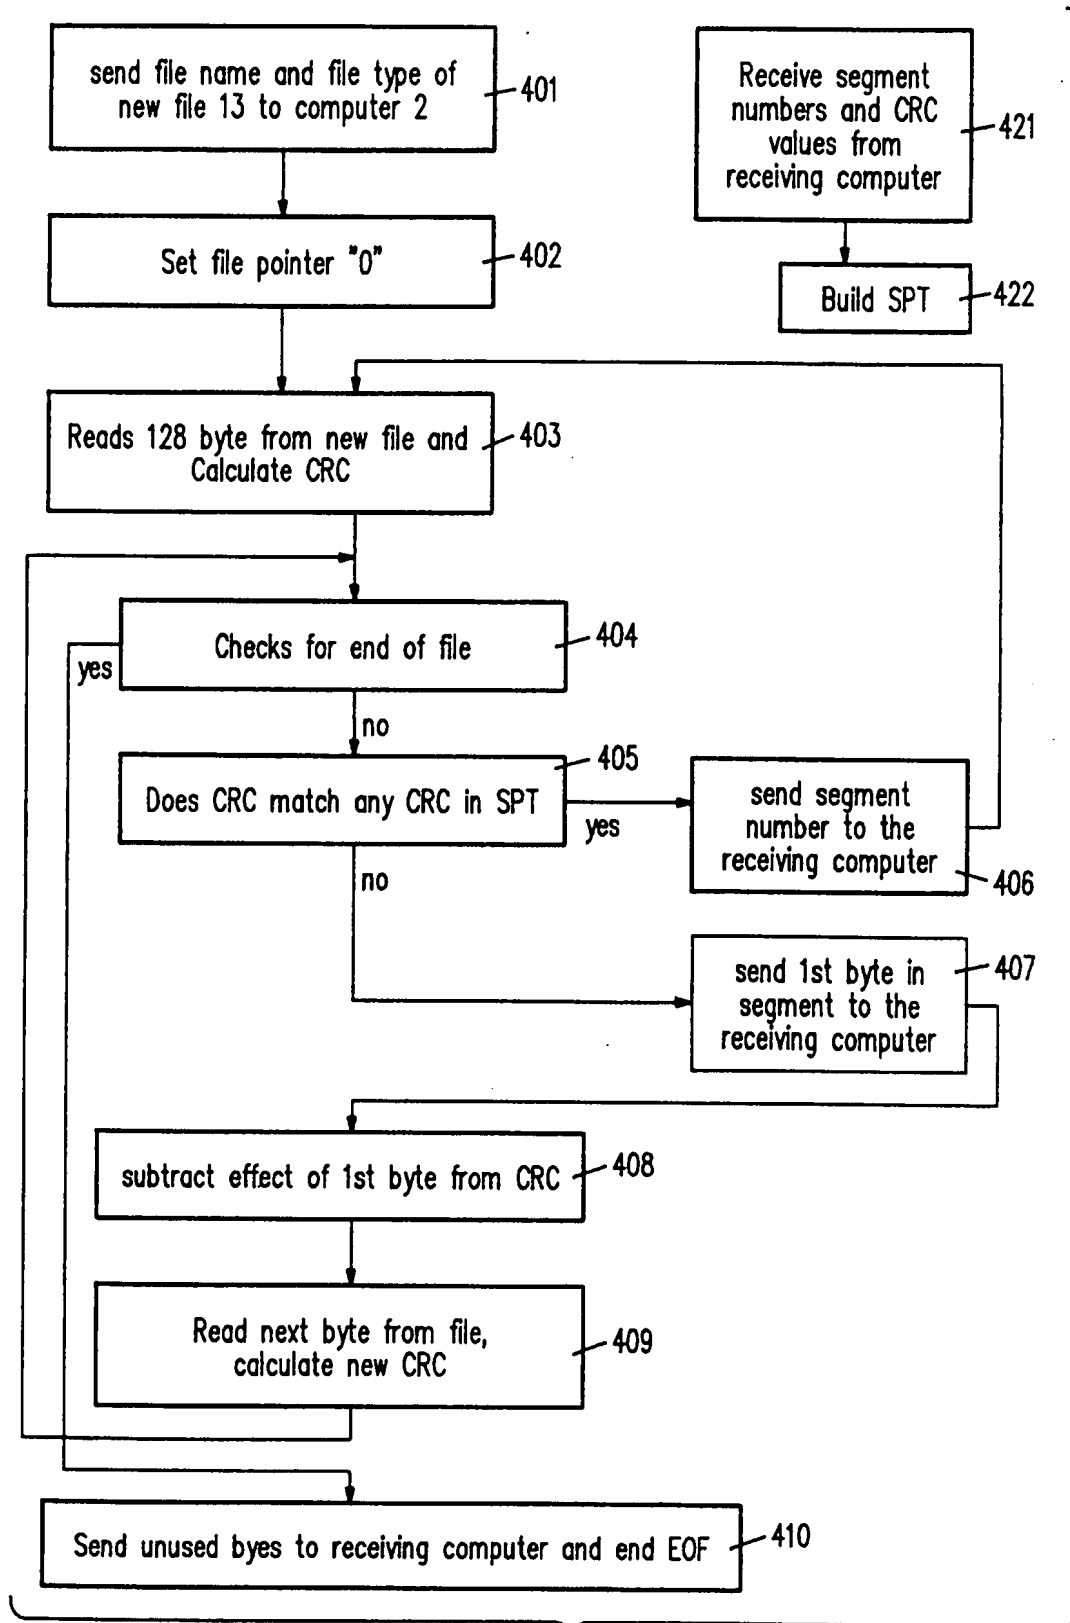 send file name and file type of
new file 13 to computer 2
401
Set file pointer "0"
402
Reads 128 byte from new file and
Calculate CRC
403
Checks for end of file
404
yes
no
Does CRC match any CRC in SPT
405
yes
no
send segment
number to the
receiving computer
406
send 1st byte in
segment to the
receiving computer
407
subtract effect of 1st byte from CRC
408
Read next byte from file,
calculate new CRC
409
Send unused byes to receiving computer and end EOF
410
Receive segment
numbers and CRC
values from
receiving computer
421
Build SPT
422